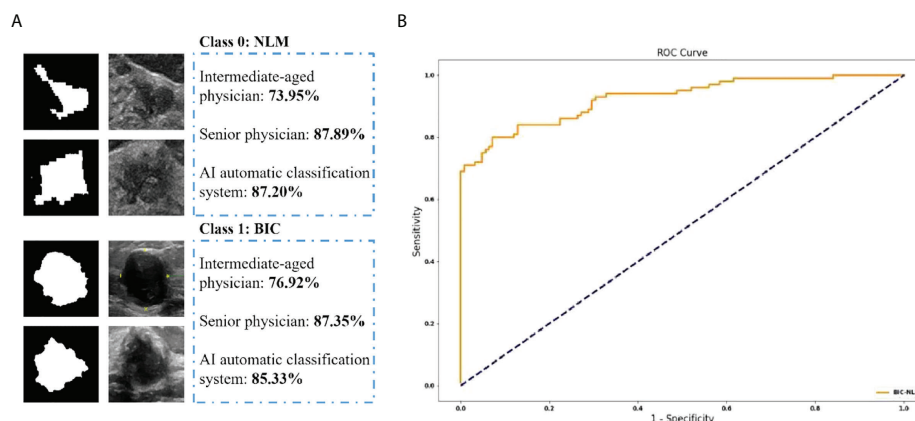 A
Class 0: NLM
Intermediate-aged
physician: 73.95%
Senior physician: 87.89%
AI automatic classification
system: 87.20%
Class 1: BIC
Intermediate-aged
physician: 76.92%
Senior physician: 87.35%
AI automatic classification
system: 85.33%
B
ROC Curve
Sensitivity
1.0
0.8
0.6
0.4
0.2
0.0
0.0
0.2
0.4
0.6
0.8
1.0
1 - Specificity
BIC-NL